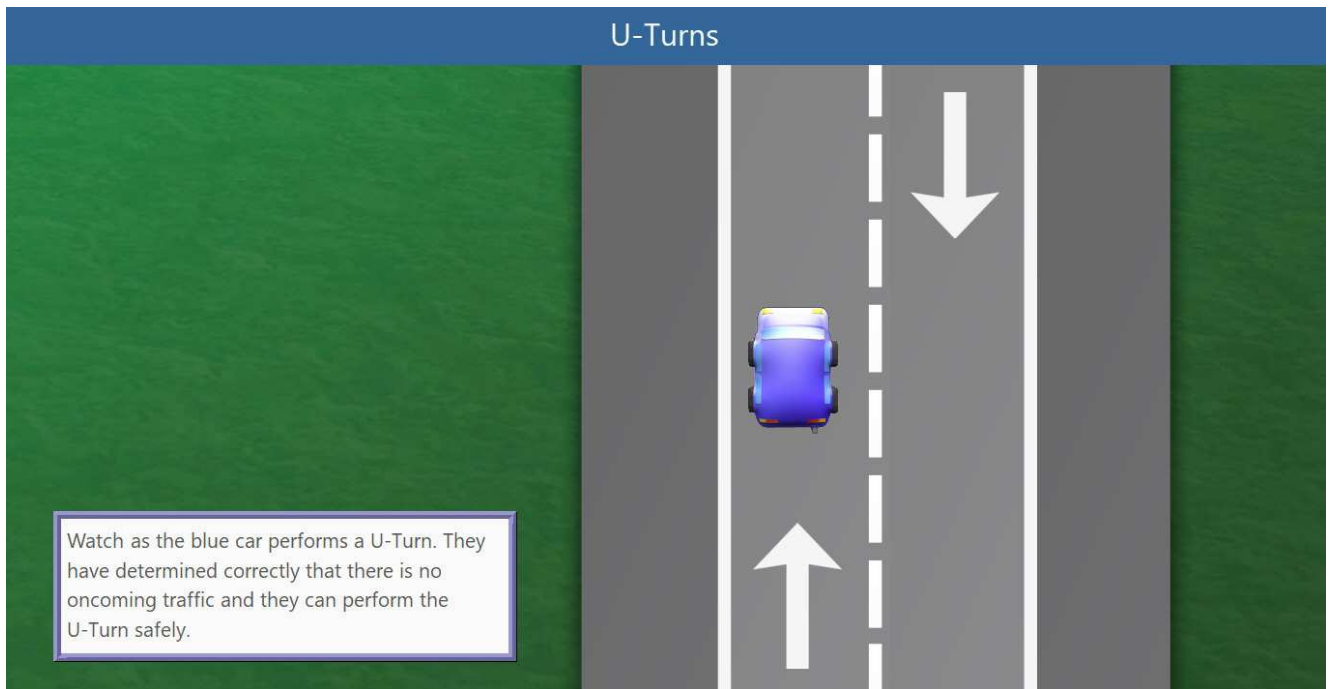 U-Turns
Watch as the blue car performs a U-Turn. They
have determined correctly that there is no
oncoming traffic and they can perform the
U-Turn safely.